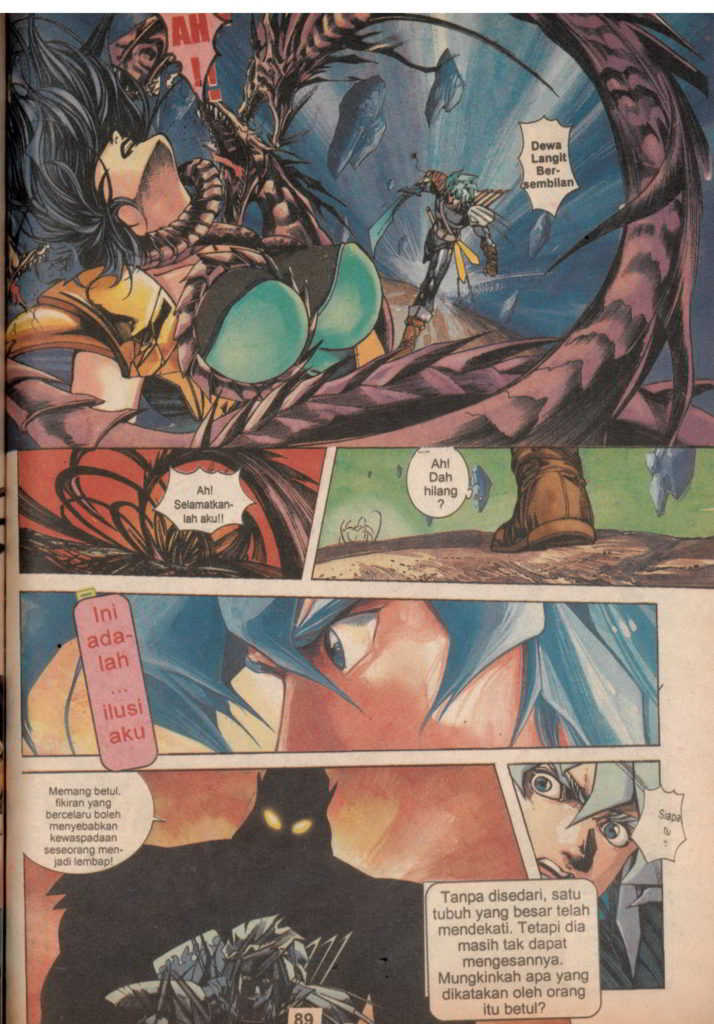 AH
!!
Dewa
Langit
Ber-
sembilan
Ah!
Selamatkan-
lah aku!!
Ah!
Dah
hilang
?
Ini
ada-
lah
...
ilusi
aku
Memang betul.
fikiran yang
bercelaru boleh
menyebabkan
kewaspadaan
seseorang men-
jadi lembap!
Siapa
tu
?
Tanpa disedari, satu
tubuh yang besar telah
mendekati. Tetapi dia
masih tak dapat
mengesannya.
Mungkinkah apa yang
dikatakan oleh orang
itu betul?
89